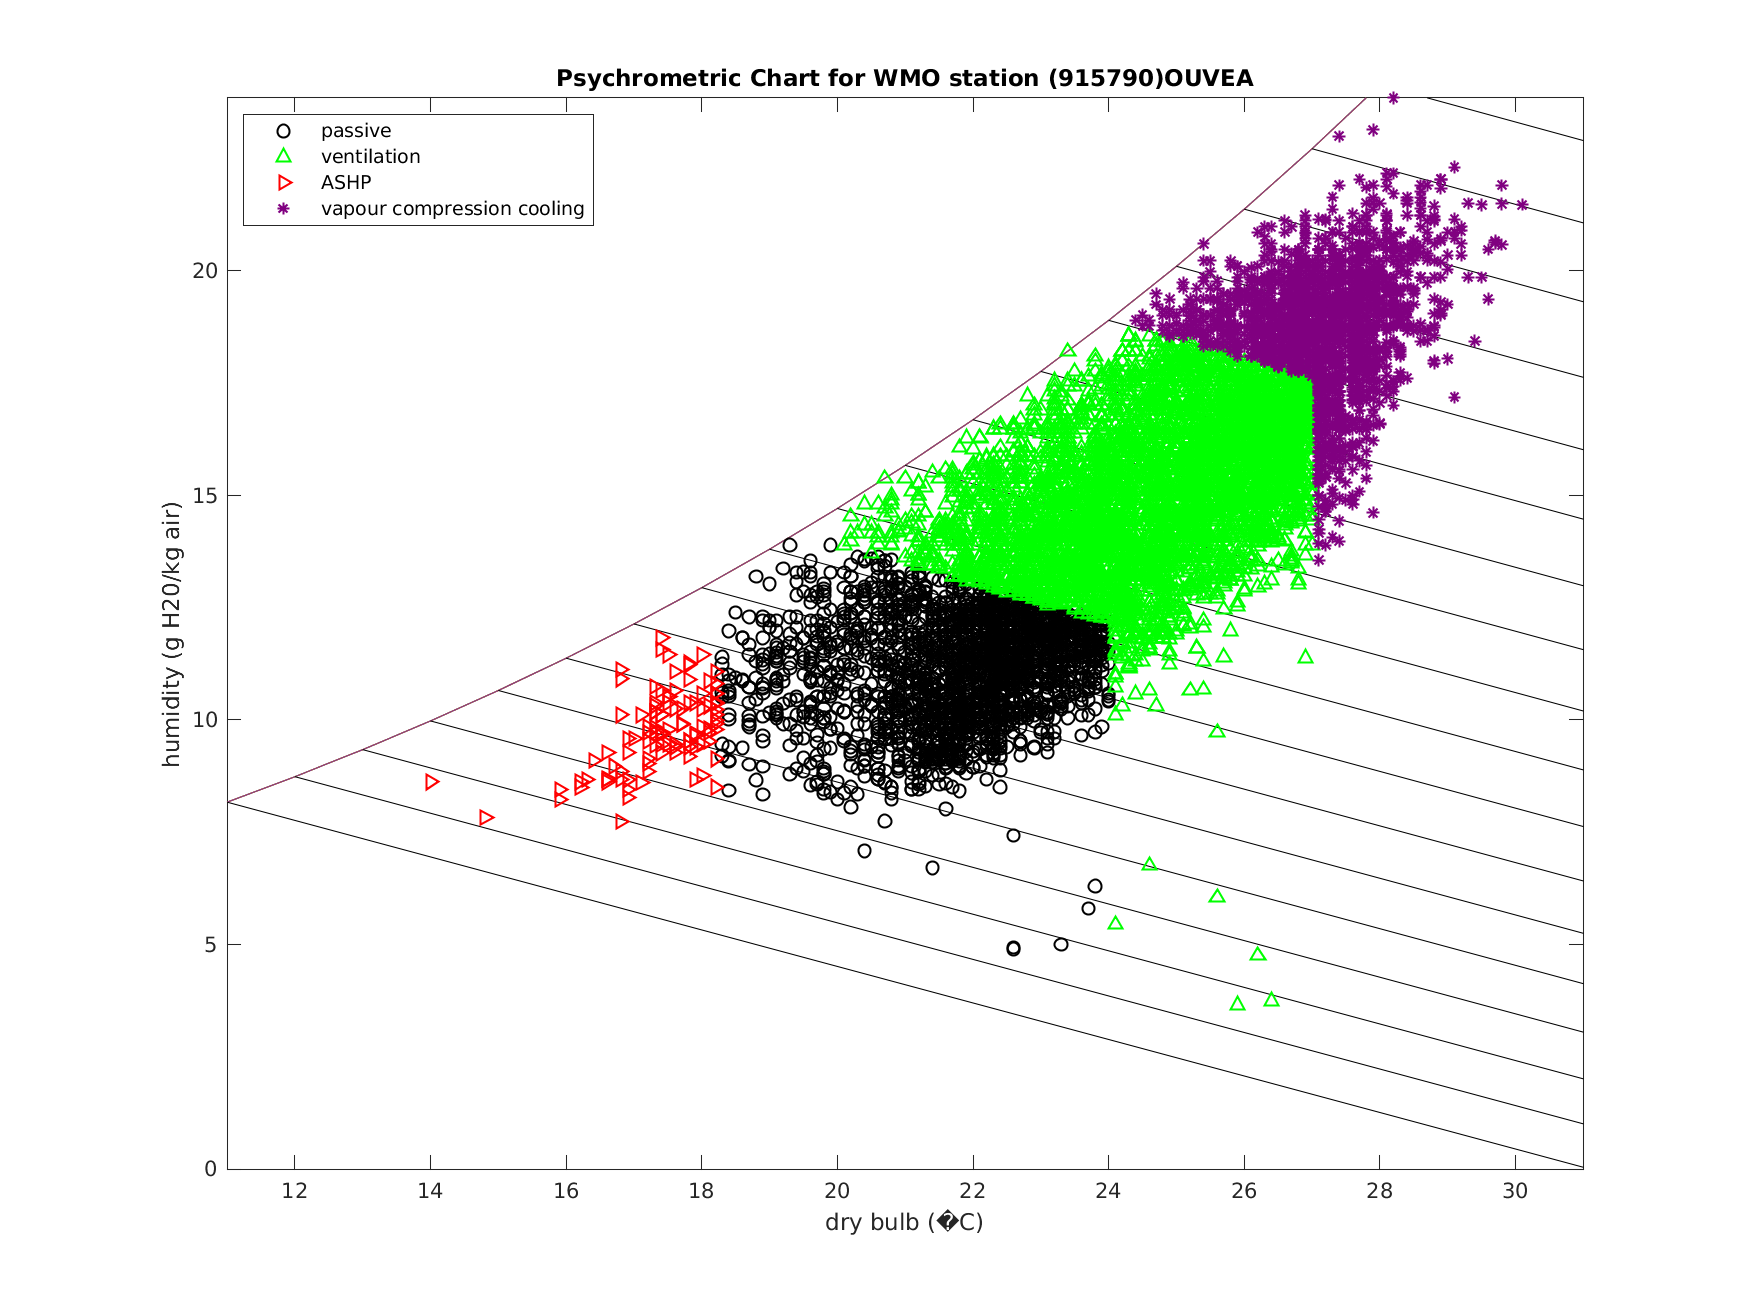 Psychrometric Chart for WMO station (915790)OUVEA
passive
ventilation
ASHP
vapour compression cooling
humidity (g H20/kg air)
20
15
10
5
0
12 14 16 18 20 22 24 26 28 30
dry bulb (�C)